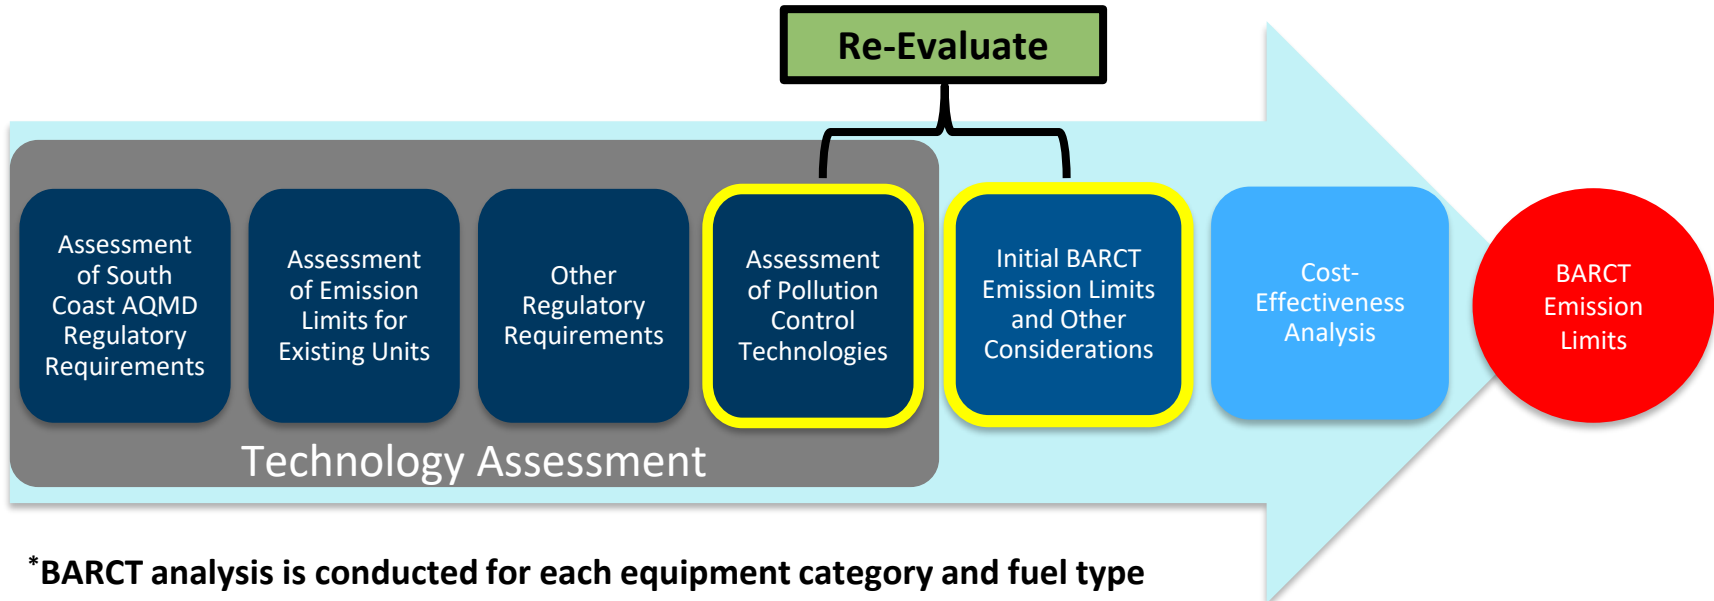 Re-Evaluate
Assessment
of South
Coast AQMD
Regulatory
Requirements
Assessment
of Emission
Limits for
Existing Units
Other
Regulatory
Requirements
Assessment
of Pollution
Control
Technologies
Initial BARCT
Emission Limits
and Other
Considerations
Cost-
Effectiveness
Analysis
BARCT
Emission
Limits
Technology Assessment
*BARCT analysis is conducted for each equipment category and fuel type